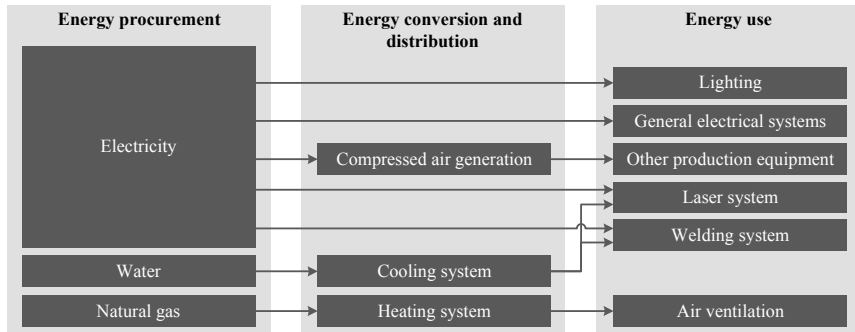 Energy procurement
Energy conversion and
distribution
Energy use
Electricity
Lighting
General electrical systems
Compressed air generation
Other production equipment
Laser system
Welding system
Water
Cooling system
Natural gas
Heating system
Air ventilation